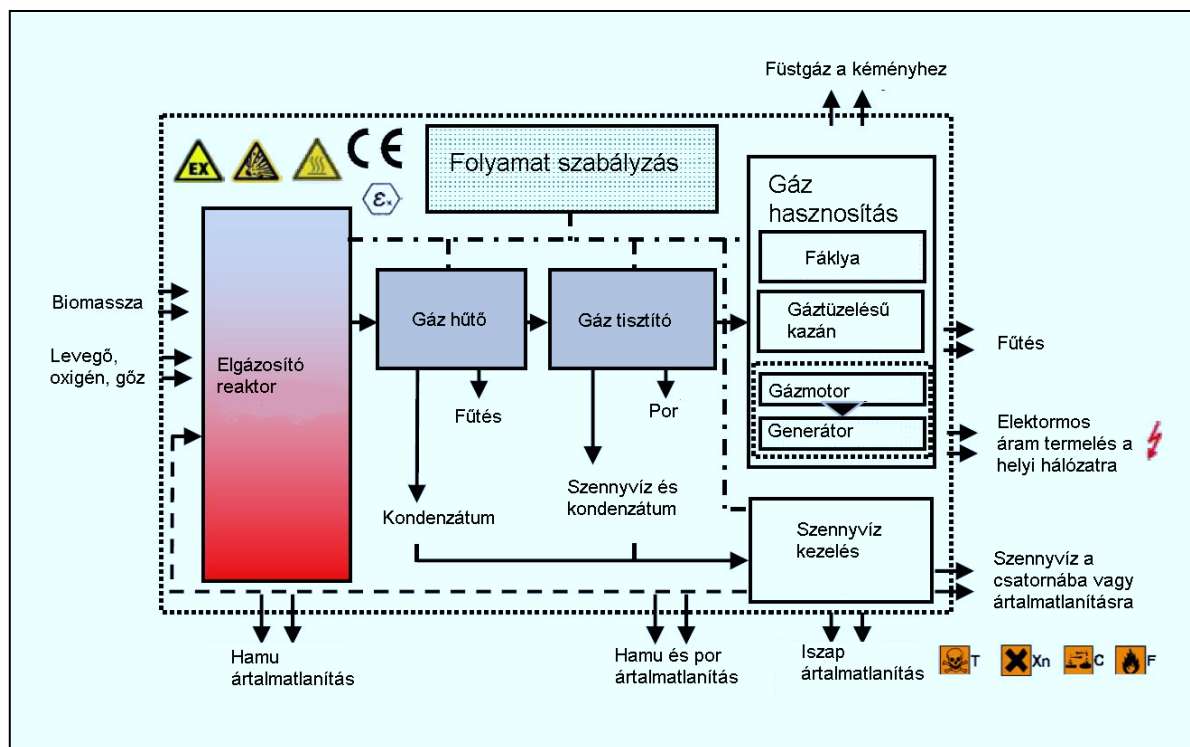 Füstgáz a kéményhez
EX
CE
εx
Folyamat szabályzás
Gáz
hasznosítás
Fáklya
Gáztüzelésű
kazán
Gázmotor
Generátor
Biomassza
Levegő,
oxigén, gőz
Elgázosító
reaktor
Gáz hűtő
Gáz tisztító
Fűtés
Por
Fűtés
Elektormos
áram termelés a
helyi hálózatra
Kondenzátum
Szennyvíz és
kondenzátum
Szennyvíz
kezelés
Szennyvíz a
csatornába vagy
ártalmatlanításra
Hamu
ártalmatlanítás
Hamu és por
ártalmatlanítás
Iszap
ártalmatlanítás
T
Xn
C
F